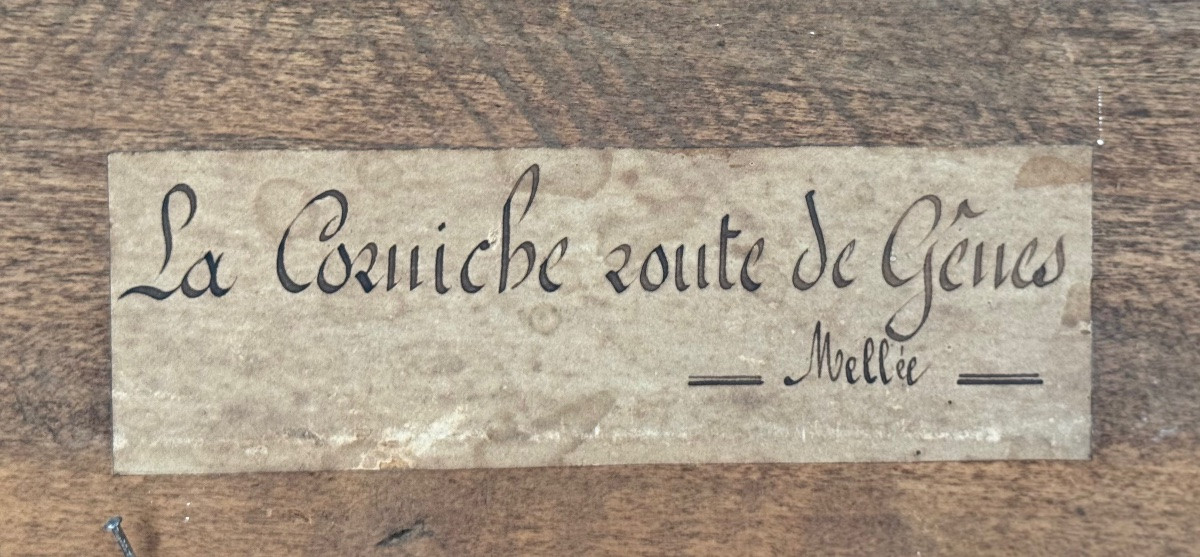 La Corniche route de Gênes
Mellée